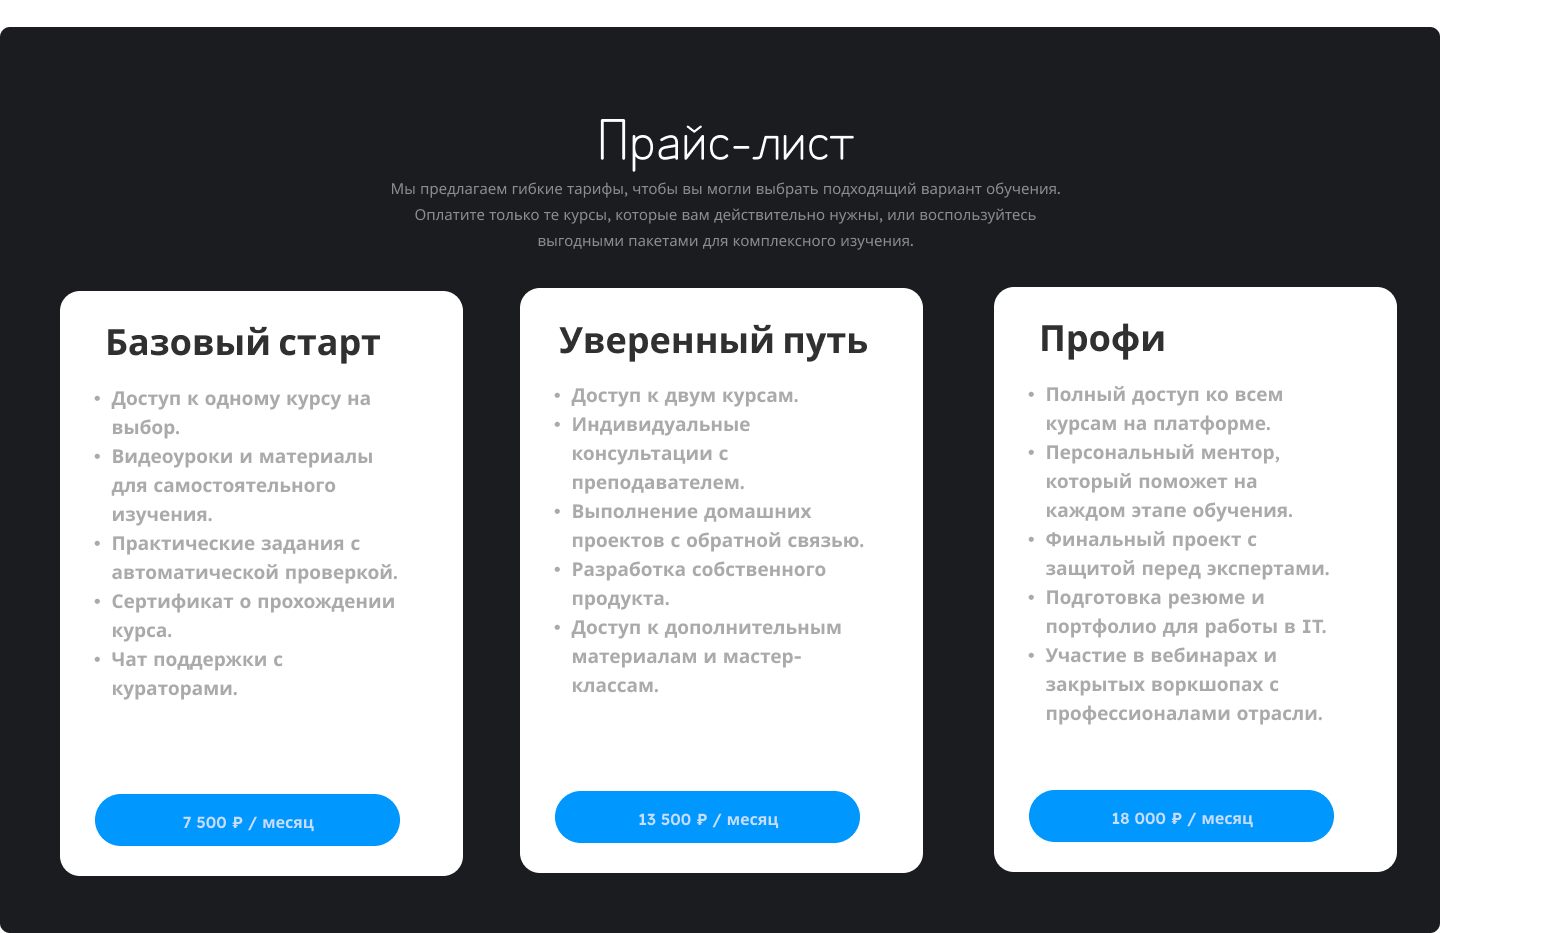 Прайс-лист
Мы предлагаем гибкие тарифы, чтобы вы могли выбрать подходящий вариант обучения.
Оплатите только те курсы, которые вам действительно нужны, или воспользуйтесь
выгодными пакетами для комплексного изучения.
Базовый старт
• Доступ к одному курсу на
выбор.
• Видеоуроки и материалы
для самостоятельного
изучения.
• Практические задания с
автоматической проверкой.
• Сертификат о прохождении
курса.
• Чат поддержки с
кураторами.
7 500 ₽ / месяц
Уверенный путь
• Доступ к двум курсам.
• Индивидуальные
консультации с
преподавателем.
• Выполнение домашних
проектов с обратной связью.
• Разработка собственного
продукта.
• Доступ к дополнительным
материалам и мастер-
классам.
13 500 ₽ / месяц
Профи
• Полный доступ ко всем
курсам на платформе.
• Персональный ментор,
который поможет на
каждом этапе обучения.
• Финальный проект с
защитой перед экспертами.
• Подготовка резюме и
портфолио для работы в IT.
• Участие в вебинарах и
закрытых воркшопах с
профессионалами отрасли.
18 000 ₽ / месяц